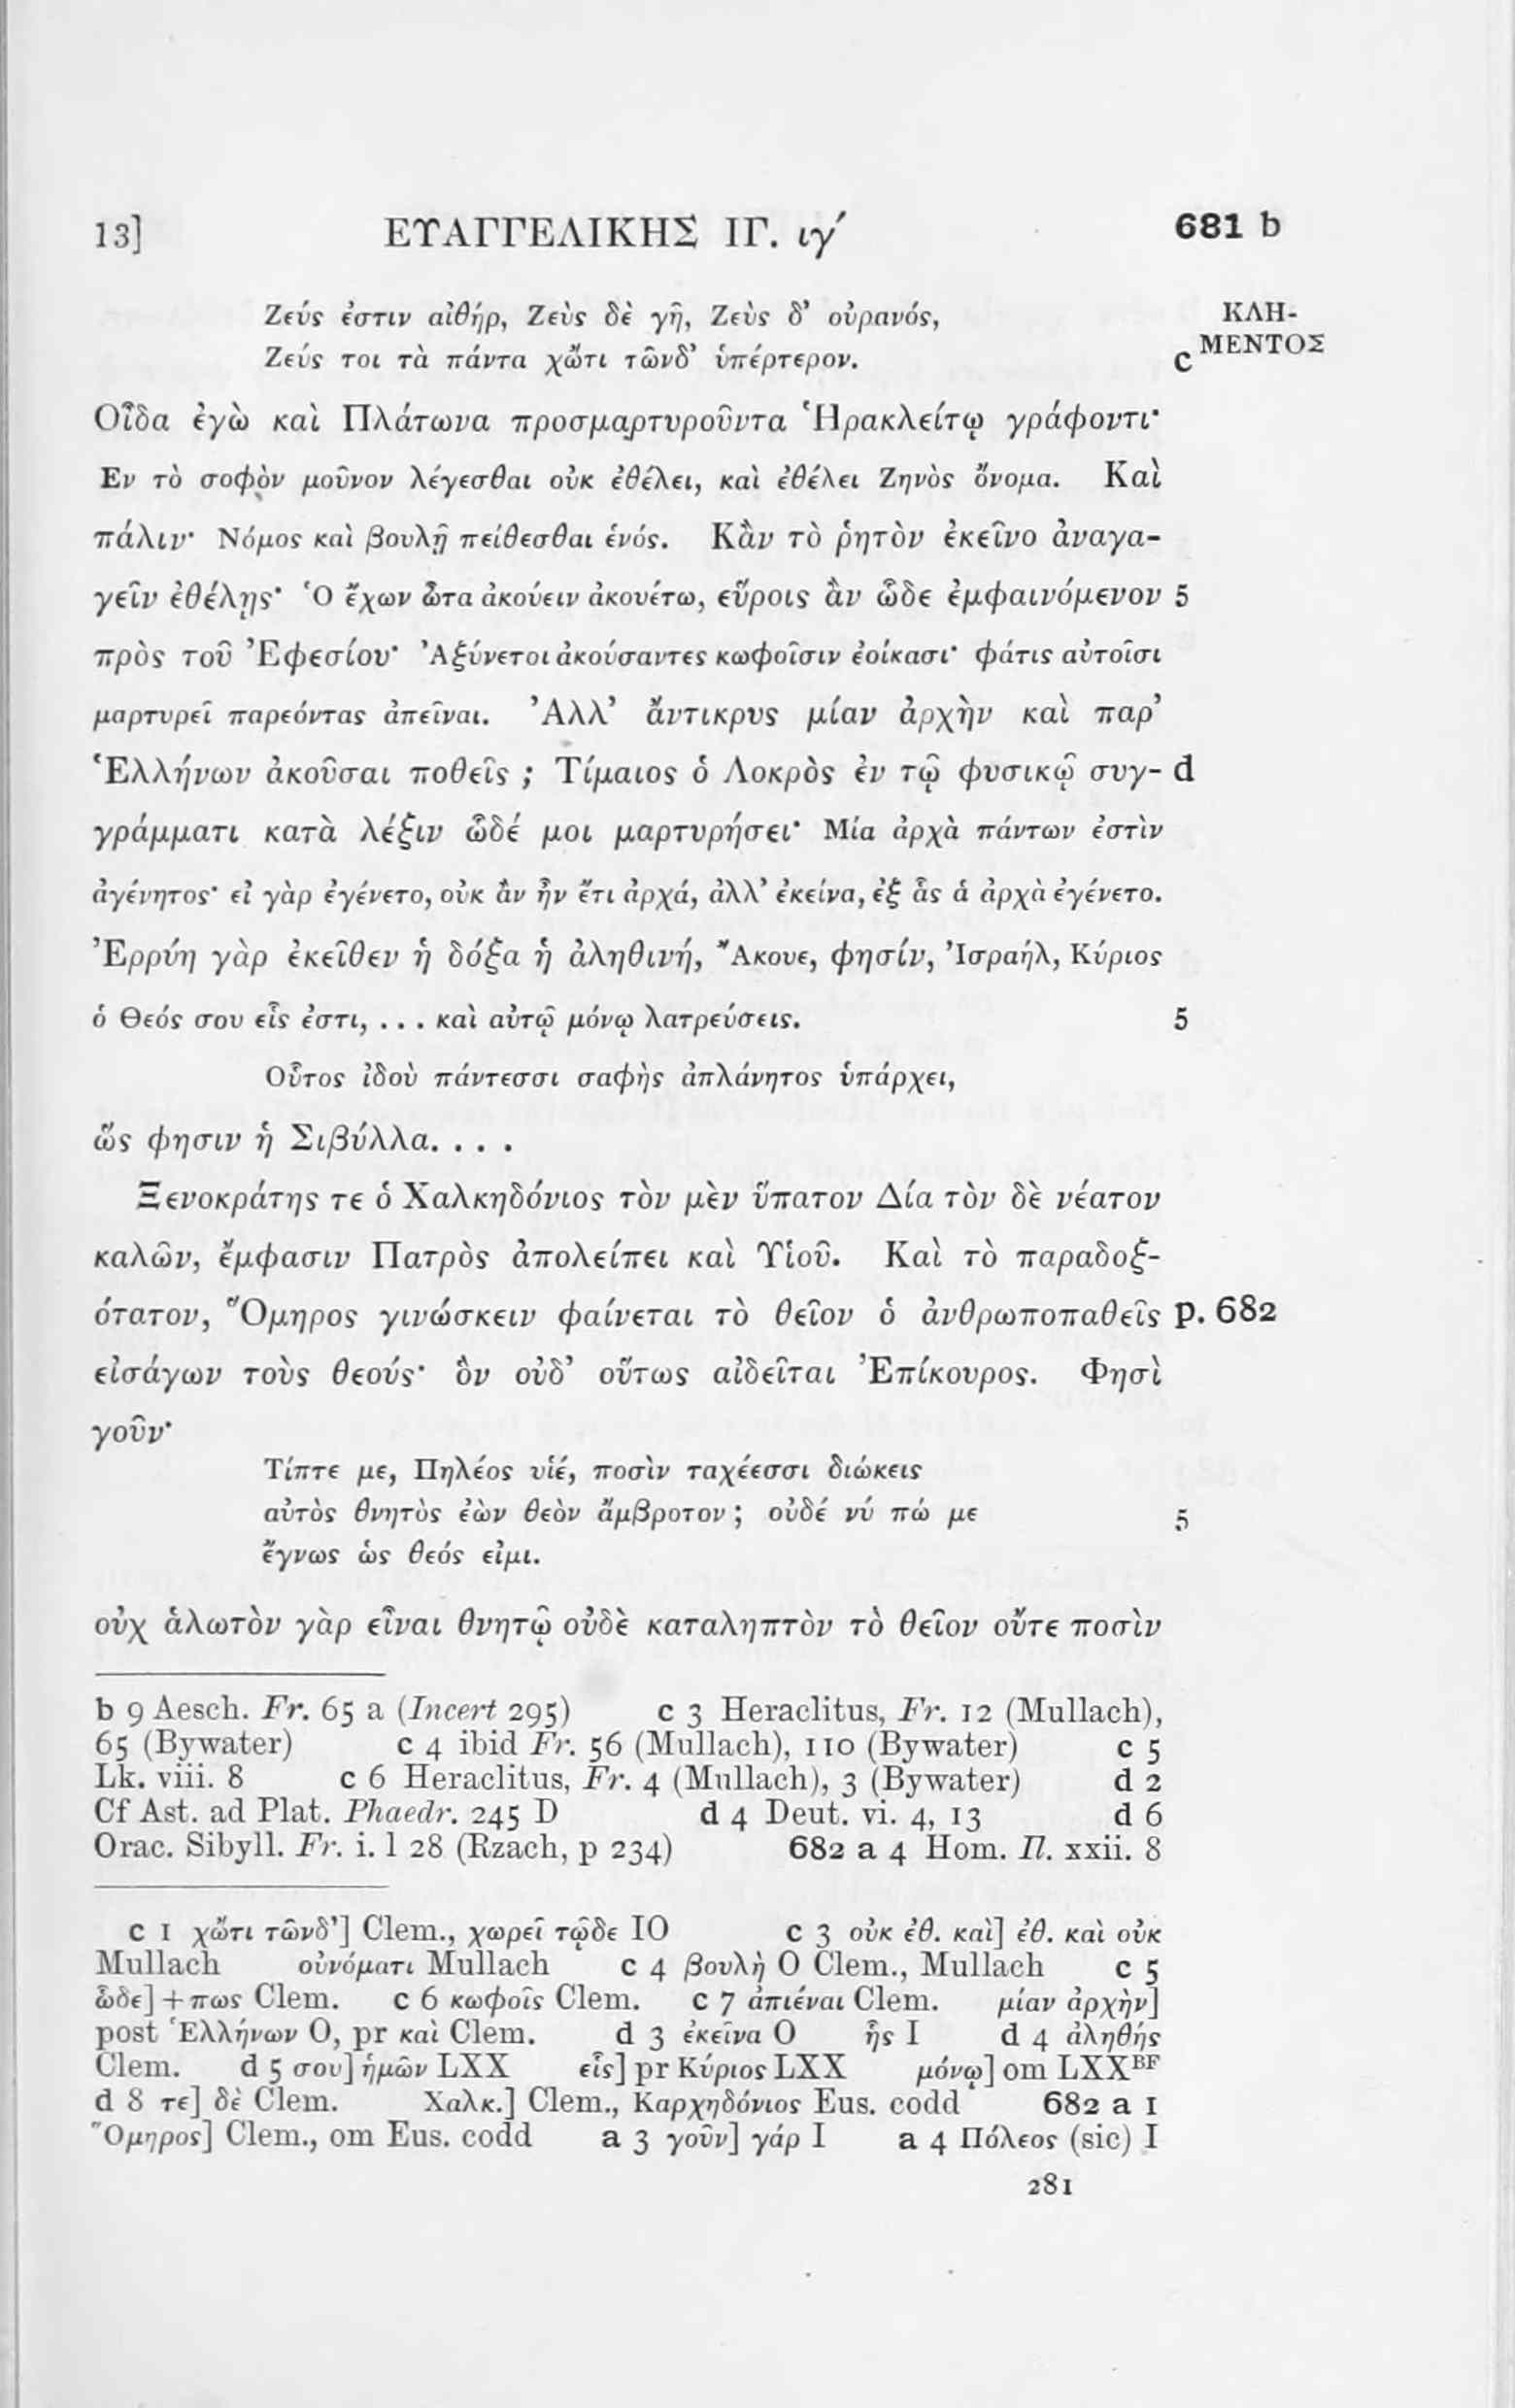 13] ΕΥΑΓΓΕΛΙΚΗΣ ΙΓ. ιγ´ 681 b
Ζεύς ἐστιν αἰθήρ, Ζεὺς δὲ γῆ, Ζεὺς δ’ οὐρανός, ΚΛΗ-
Ζεύς τοι τὰ πάντα χὤτι τῶνδ’ ὑπέρτερον. c ΜΕΝΤΟΣ
Οἶδα ἐγὼ καὶ Πλάτωνα προσμαρτυροῦντα Ἡρακλείτῳ γράφοντι·
Εν τὸ σοφὸν μοῦνον λέγεσθαι οὐκ ἐθέλει, καὶ ἐθέλει Ζηνὸς ὄνομα. Καὶ
πάλιν· Νόμος καὶ βουλῇ πείθεσθαι ἑνός. Κἂν τὸ ῥητὸν ἐκεῖνο ἀναγα-
γεῖν ἐθέλῃς· Ὁ ἔχων ὦτα ἀκούειν ἀκουέτω, εὕροις ἂν ὧδε ἐμφαινόμενον 5
πρὸς τοῦ Ἐφεσίου· Ἀξύνετοι ἀκούσαντες κωφοῖσιν ἐοίκασι· φάτις αὐτοῖσι
μαρτυρεῖ παρεόντας ἀπεῖναι. Ἀλλ’ ἄντικρυς μίαν ἀρχὴν καὶ παρ’
Ἑλλήνων ἀκοῦσαι ποθεῖς ; Τίμαιος ὁ Λοκρὸς ἐν τῷ φυσικῷ συγ- d
γράμματι κατὰ λέξιν ὧδέ μοι μαρτυρήσει· Μία ἀρχὰ πάντων ἐστὶν
ἀγένητος· εἰ γὰρ ἐγένετο, οὐκ ἂν ἦν ἔτι ἀρχά, ἀλλ’ ἐκείνα, ἐξ ἇς ἁ ἀρχὰ ἐγένετο.
Ἐρρύη γὰρ ἐκεῖθεν ἡ δόξα ἡ ἀληθινή, Ἄκουε, φησίν, Ἰσραήλ, Κύριος
ὁ Θεός σου εἷς ἐστι, ... καὶ αὐτῷ μόνῳ λατρεύσεις. 5
Οὗτος ἰδοὺ πάντεσσι σαφὴς ἀπλάνητος ὑπάρχει,
ὥς φησιν ἡ Σιβύλλα. . . .
Ξενοκράτης τε ὁ Χαλκηδόνιος τὸν μὲν ὕπατον Δία τὸν δὲ νέατον
καλῶν, ἔμφασιν Πατρὸς ἀπολείπει καὶ Υἱοῦ. Καὶ τὸ παραδοξ-
ότατον, Ὅμηρος γινώσκειν φαίνεται τὸ θεῖον ὁ ἀνθρωποπαθεῖς p. 682
εἰσάγων τοὺς θεούς· ὃν οὐδ’ οὕτως αἰδεῖται Ἐπίκουρος. Φησὶ
γοῦν·
Τίπτε με, Πηλέος υἱέ, ποσὶν ταχέεσσι διώκεις
αὐτὸς θνητὸς ἐὼν θεὸν ἄμβροτον ; οὐδέ νύ πώ με 5
ἔγνως ὡς θεός εἰμι.
οὐχ ἁλωτὸν γὰρ εἶναι θνητῷ οὐδὲ καταληπτὸν τὸ θεῖον οὔτε ποσὶν
b 9 Aesch. Fr. 65 a (Incert 295) c 3 Heraclitus, Fr. 12 (Mullach),
65 (Bywater) c 4 ibid Fr. 56 (Mullach), 110 (Bywater) c 5
Lk. viii. 8 c 6 Heraclitus, Fr. 4 (Mullach), 3 (Bywater) d 2
Cf Ast. ad Plat. Phaedr. 245 D d 4 Deut. vi. 4, 13 d 6
Orac. Sibyll. Fr. i. l 28 (Rzach, p 234) 682 a 4 Hom. Il. xxii. 8
c 1 χὤτι τῶνδ’] Clem., χωρεῖ τῷδε IO c 3 οὐκ ἐθ. καὶ] ἐθ. καὶ οὐκ
Mullach οὐνόματι Mullach c 4 βουλὴ O Clem., Mullach c 5
ὧδε] + πως Clem. c 6 κωφοῖς Clem. c 7 ἀπιέναι Clem. μίαν ἀρχὴν]
post Ἑλλήνων O, pr καὶ Clem. d 3 ἐκεῖνα O ἧς I d 4 ἀληθής
Clem. d 5 σου] ἡμῶν LXX εἷς] pr Κύριος LXX μόνῳ] om LXXᴮᶠ
d 8 τε] δὲ Clem. Χαλκ.] Clem., Καρχηδόνιος Eus. codd 682 a 1
Ὅμηρος] Clem., om Eus. codd a 3 γοῦν] γάρ I a 4 Πόλεος (sic) I
281